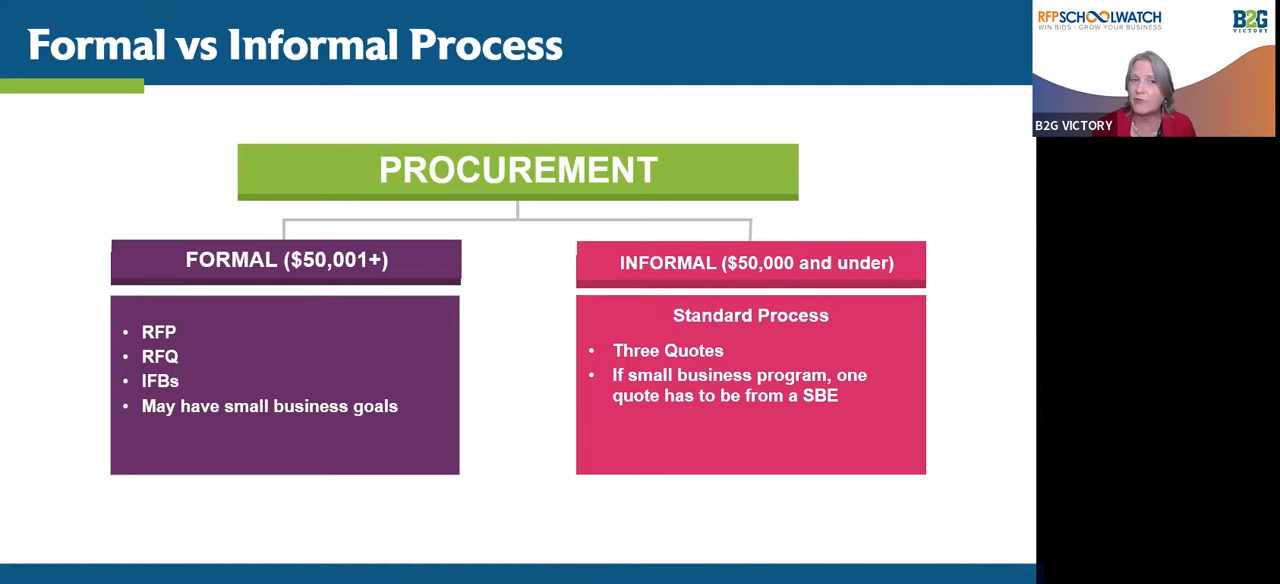 Formal vs Informal Process
RFPSCHOOLWATCH
WIN BIDS - GROW YOUR BUSINESS
B2G
VICTORY
B2G VICTORY
PROCUREMENT
FORMAL ($50,001+)
• RFP
• RFQ
• IFBs
• May have small business goals
INFORMAL ($50,000 and under)
Standard Process
• Three Quotes
• If small business program, one
quote has to be from a SBE